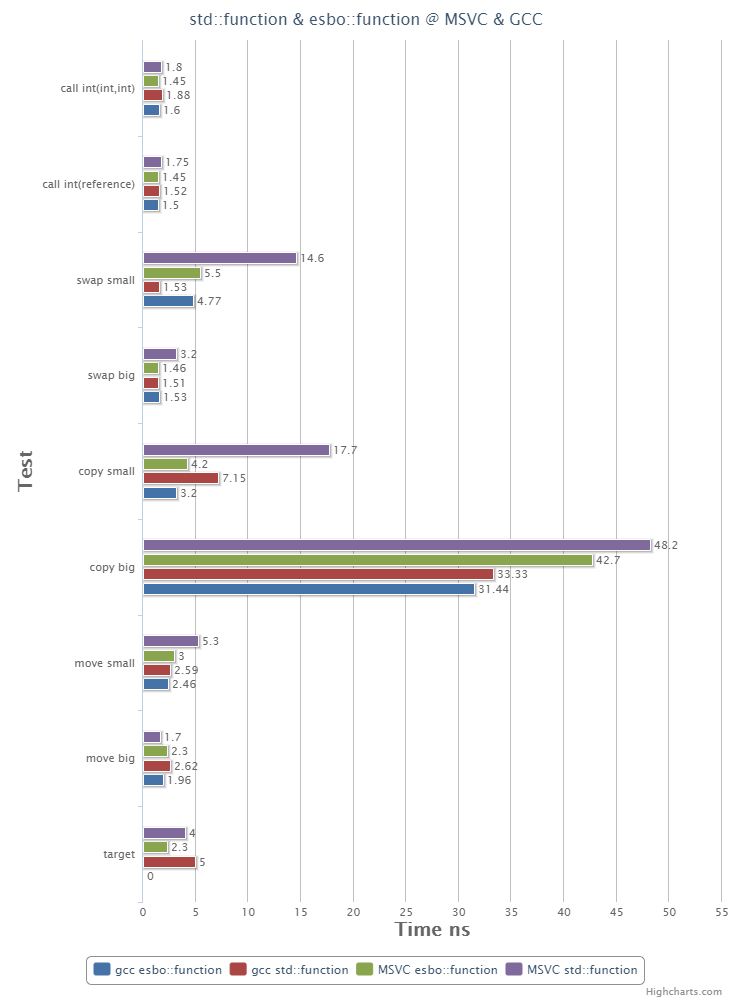 std::function & esbo::function @ MSVC & GCC
Test
call int(int,int)
1.8
1.45
1.88
1.6
call int(reference)
1.75
1.45
1.52
1.5
swap small
14.6
5.5
1.53
4.77
swap big
3.2
1.46
1.51
1.53
copy small
17.7
4.2
7.15
3.2
copy big
48.2
42.7
33.33
31.44
move small
5.3
3
2.59
2.46
move big
1.7
2.3
2.62
1.96
target
4
2.3
5
0
0 5 10 15 20 25 30 35 40 45 50 55
Time ns
gcc esbo::function gcc std::function MSVC esbo::function MSVC std::function
Highcharts.com